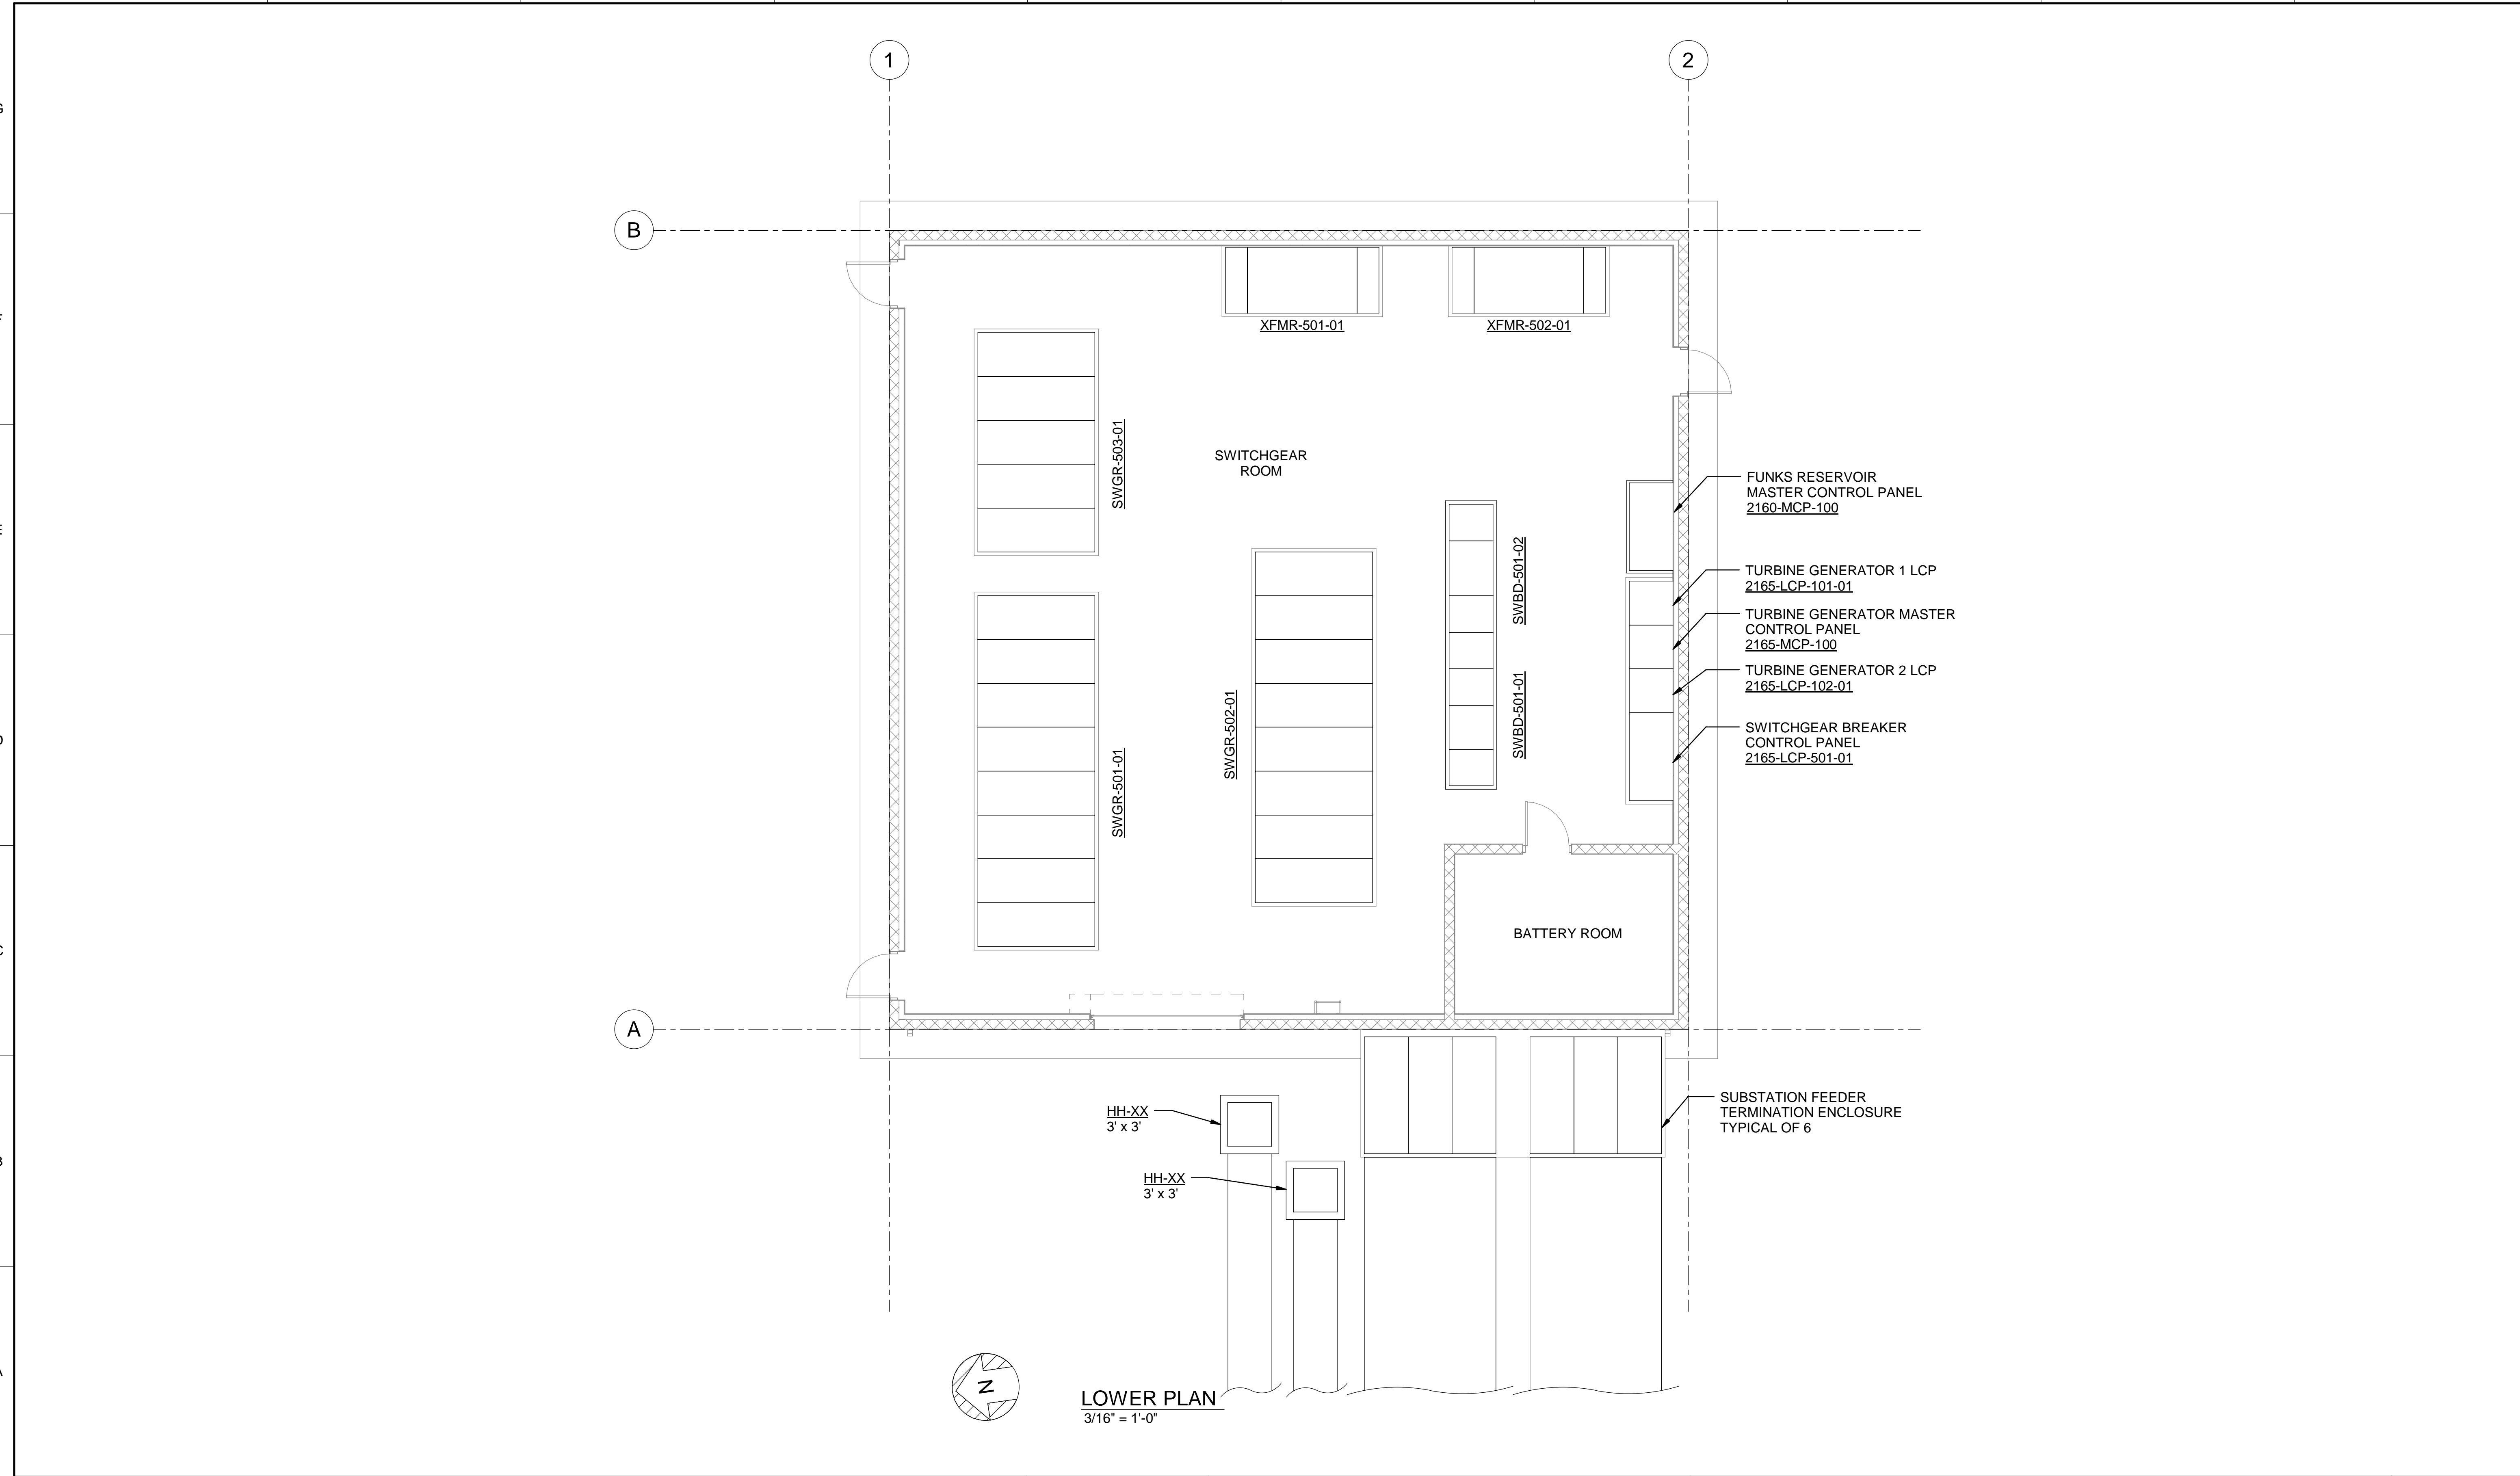 1
2
G
B
XFMR-501-01
XFMR-502-01
SWGR-503-01
SWITCHGEAR
ROOM
FUNKS RESERVOIR
MASTER CONTROL PANEL
2160-MCP-100
SWBD-501-02
TURBINE GENERATOR 1 LCP
2165-LCP-101-01
TURBINE GENERATOR MASTER
CONTROL PANEL
2165-MCP-100
TURBINE GENERATOR 2 LCP
2165-LCP-102-01
SWBD-501-01
SWGR-502-01
SWGR-501-01
SWITCHGEAR BREAKER
CONTROL PANEL
2165-LCP-501-01
BATTERY ROOM
A
HH-XX
3' x 3'
SUBSTATION FEEDER
TERMINATION ENCLOSURE
TYPICAL OF 6
HH-XX
3' x 3'
N
LOWER PLAN
3/16" = 1'-0"